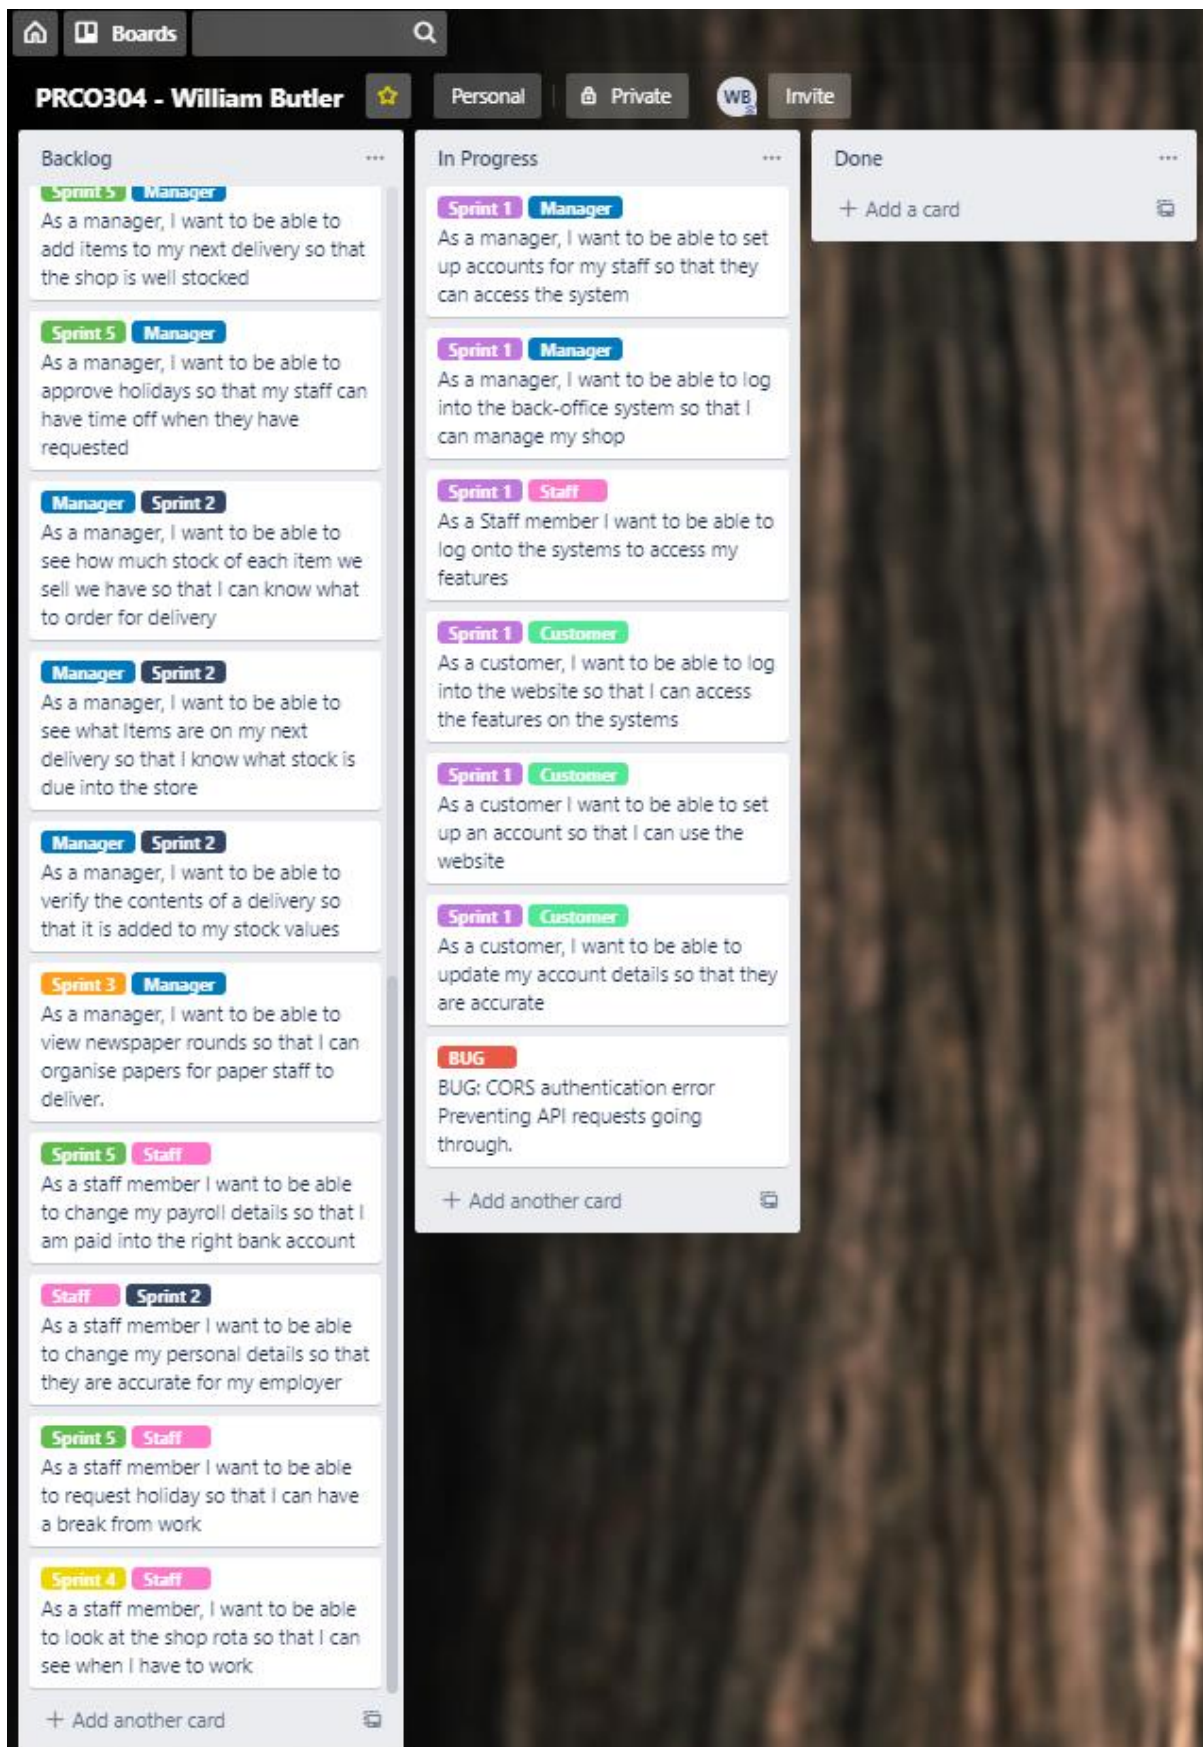 Boards
PRCO304 - William Butler
Personal
Private
WB
Invite
Backlog
Sprint 5 Manager
As a manager, I want to be able to
add items to my next delivery so that
the shop is well stocked
Sprint 5 Manager
As a manager, I want to be able to
approve holidays so that my staff can
have time off when they have
requested
Manager Sprint 2
As a manager, I want to be able to
see how much stock of each item we
sell we have so that I can know what
to order for delivery
Manager Sprint 2
As a manager, I want to be able to
see what Items are on my next
delivery so that I know what stock is
due into the store
Manager Sprint 2
As a manager, I want to be able to
verify the contents of a delivery so
that it is added to my stock values
Sprint 3 Manager
As a manager, I want to be able to
view newspaper rounds so that I can
organise papers for paper staff to
deliver.
Sprint 5 Staff
As a staff member I want to be able
to change my payroll details so that I
am paid into the right bank account
Staff Sprint 2
As a staff member I want to be able
to change my personal details so that
they are accurate for my employer
Sprint 5 Staff
As a staff member I want to be able
to request holiday so that I can have
a break from work
Sprint 4 Staff
As a staff member, I want to be able
to look at the shop rota so that I can
see when I have to work
+ Add another card
In Progress
Sprint 1 Manager
As a manager, I want to be able to set
up accounts for my staff so that they
can access the system
Sprint 1 Manager
As a manager, I want to be able to log
into the back-office system so that I
can manage my shop
Sprint 1 Staff
As a Staff member I want to be able to
log onto the systems to access my
features
Sprint 1 Customer
As a customer, I want to be able to log
into the website so that I can access
the features on the systems
Sprint 1 Customer
As a customer I want to be able to set
up an account so that I can use the
website
Sprint 1 Customer
As a customer, I want to be able to
update my account details so that they
are accurate
BUG
BUG: CORS authentication error
Preventing API requests going
through.
+ Add another card
Done
+ Add a card